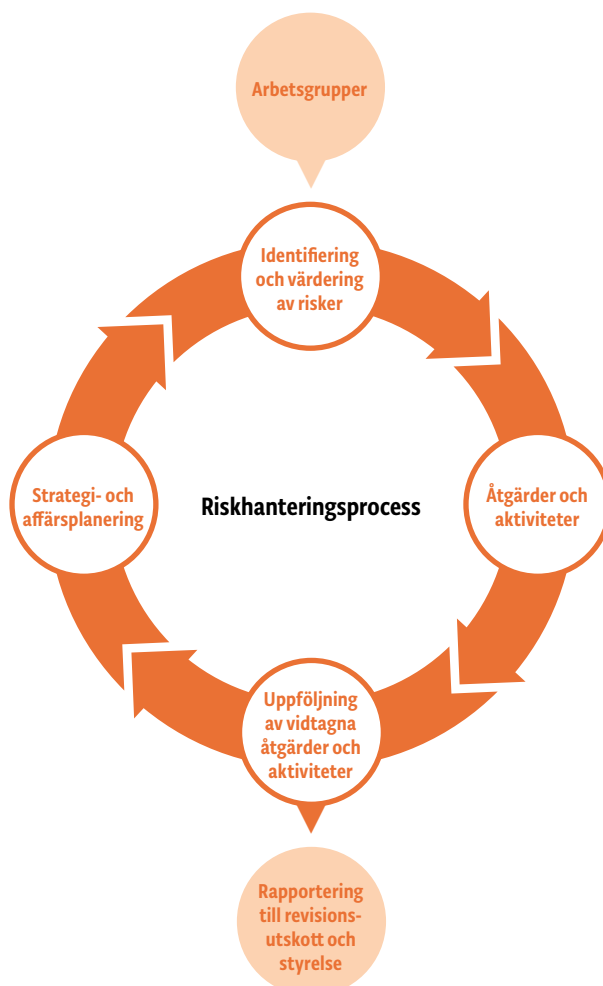 Arbetsgrupper
Identifiering
och värdering
av risker
Strategi- och
affärsplanering
Riskhanteringsprocess
Åtgärder och
aktiviteter
Uppföljning
av vidtagna
åtgärder och
aktiviteter
Rapportering
till revisions-
utskott och
styrelse